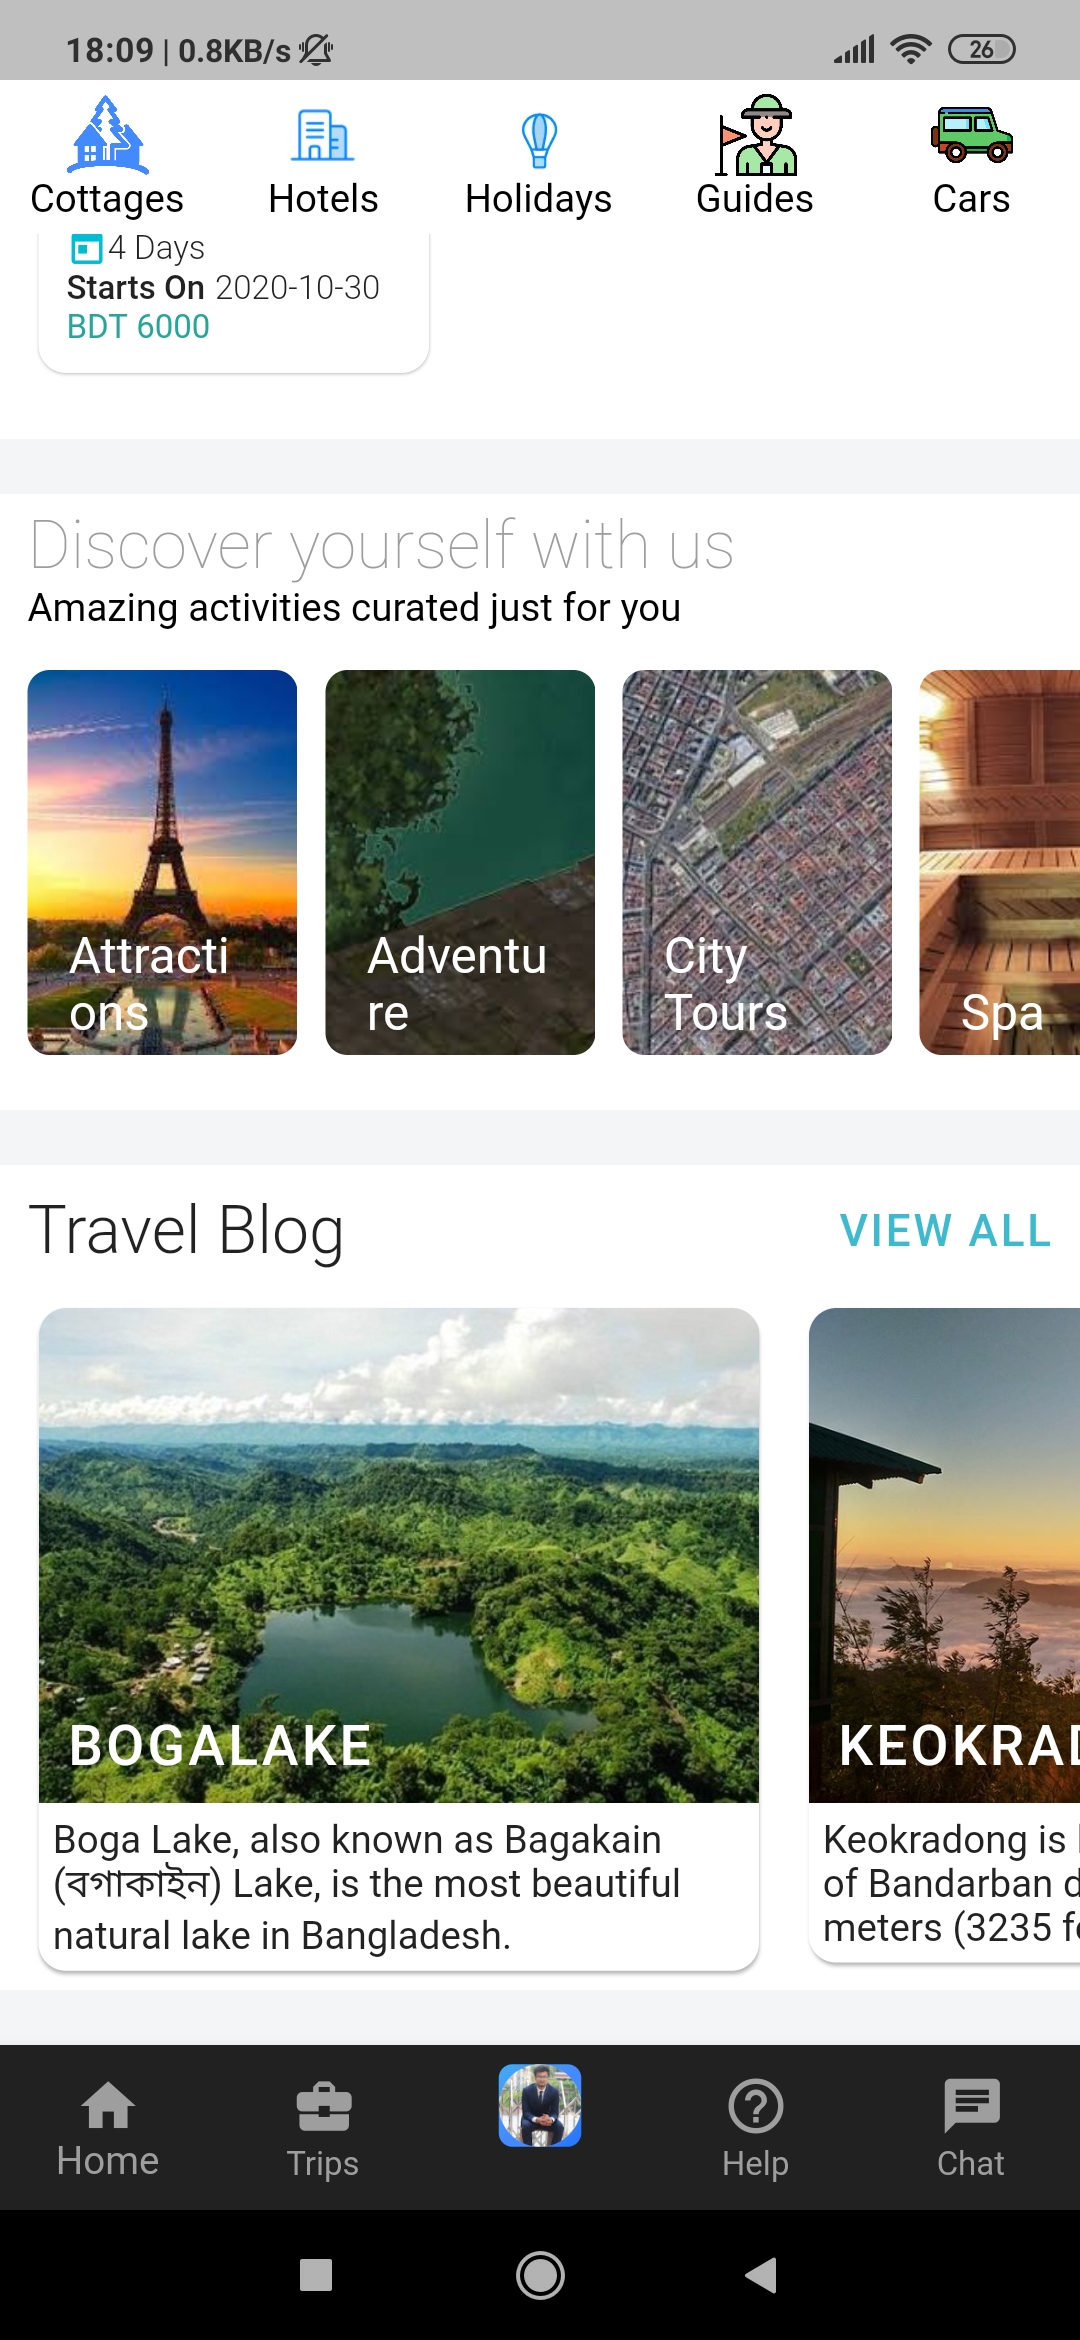 18:09 | 0.8KB/s
26
Cottages
Hotels
Holidays
Guides
Cars
4 Days
Starts On 2020-10-30
BDT 6000
Discover yourself with us
Amazing activities curated just for you
Attracti
ons
Adventu
re
City
Tours
Spa
Travel Blog
VIEW ALL
BOGALAKE
Boga Lake, also known as Bagakain
(বগাকাইন) Lake, is the most beautiful
natural lake in Bangladesh.
KEOKRAD
Keokradong is
of Bandarban d
meters (3235 fe
Home
Trips
Help
Chat